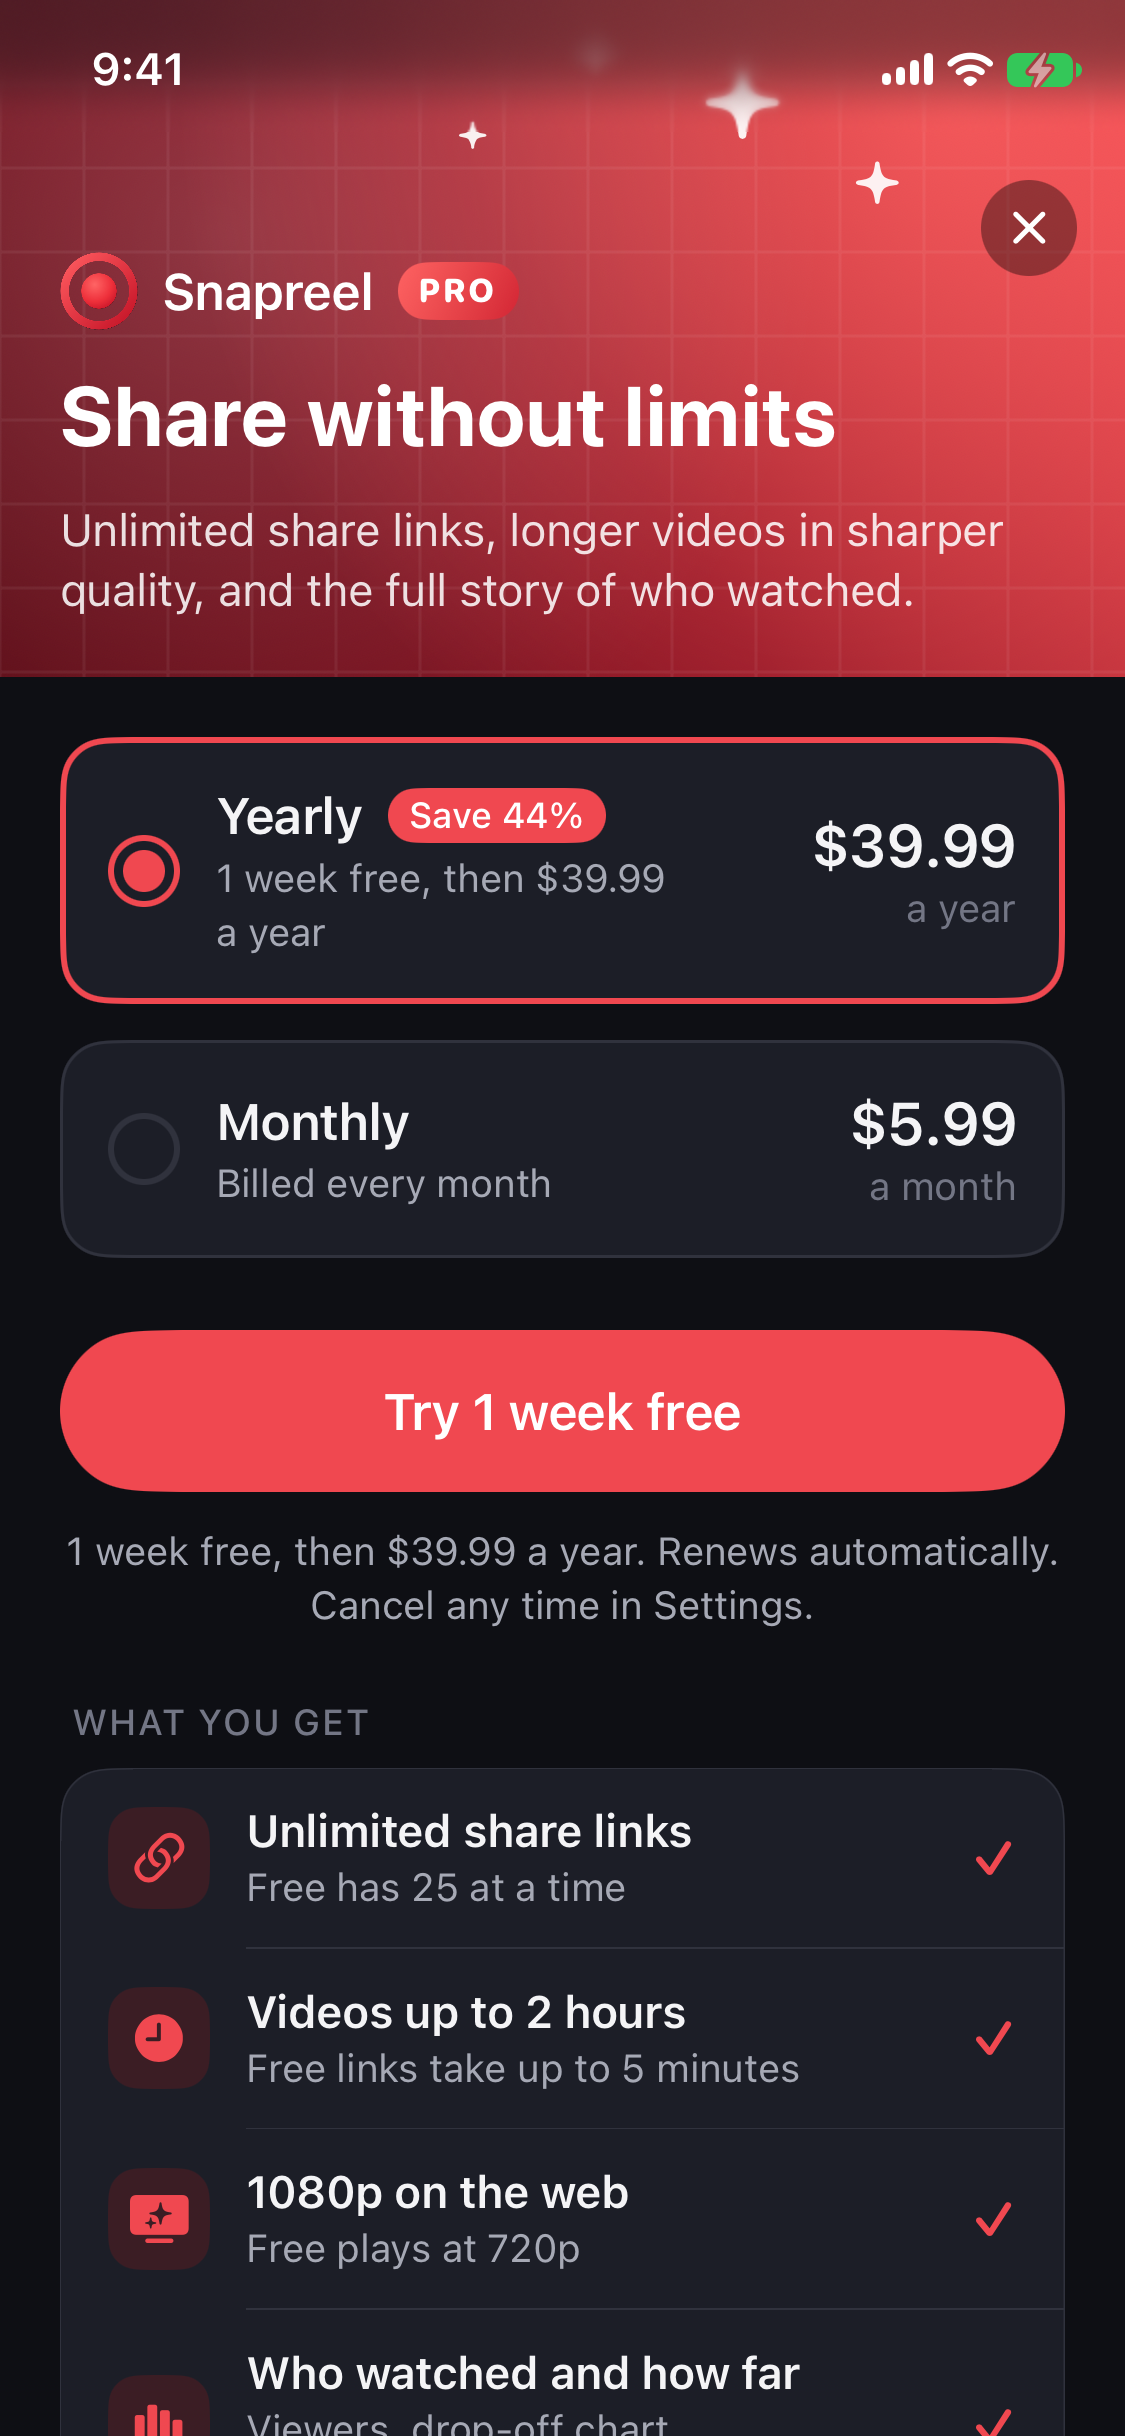 9:41
Snapreel PRO
Share without limits
Unlimited share links, longer videos in sharper
quality, and the full story of who watched.
Yearly Save 44%
1 week free, then $39.99
a year
$39.99
a year
Monthly
Billed every month
$5.99
a month
Try 1 week free
1 week free, then $39.99 a year. Renews automatically.
Cancel any time in Settings.
WHAT YOU GET
Unlimited share links
Free has 25 at a time
Videos up to 2 hours
Free links take up to 5 minutes
1080p on the web
Free plays at 720p
Who watched and how far
Viewers, drop-off chart